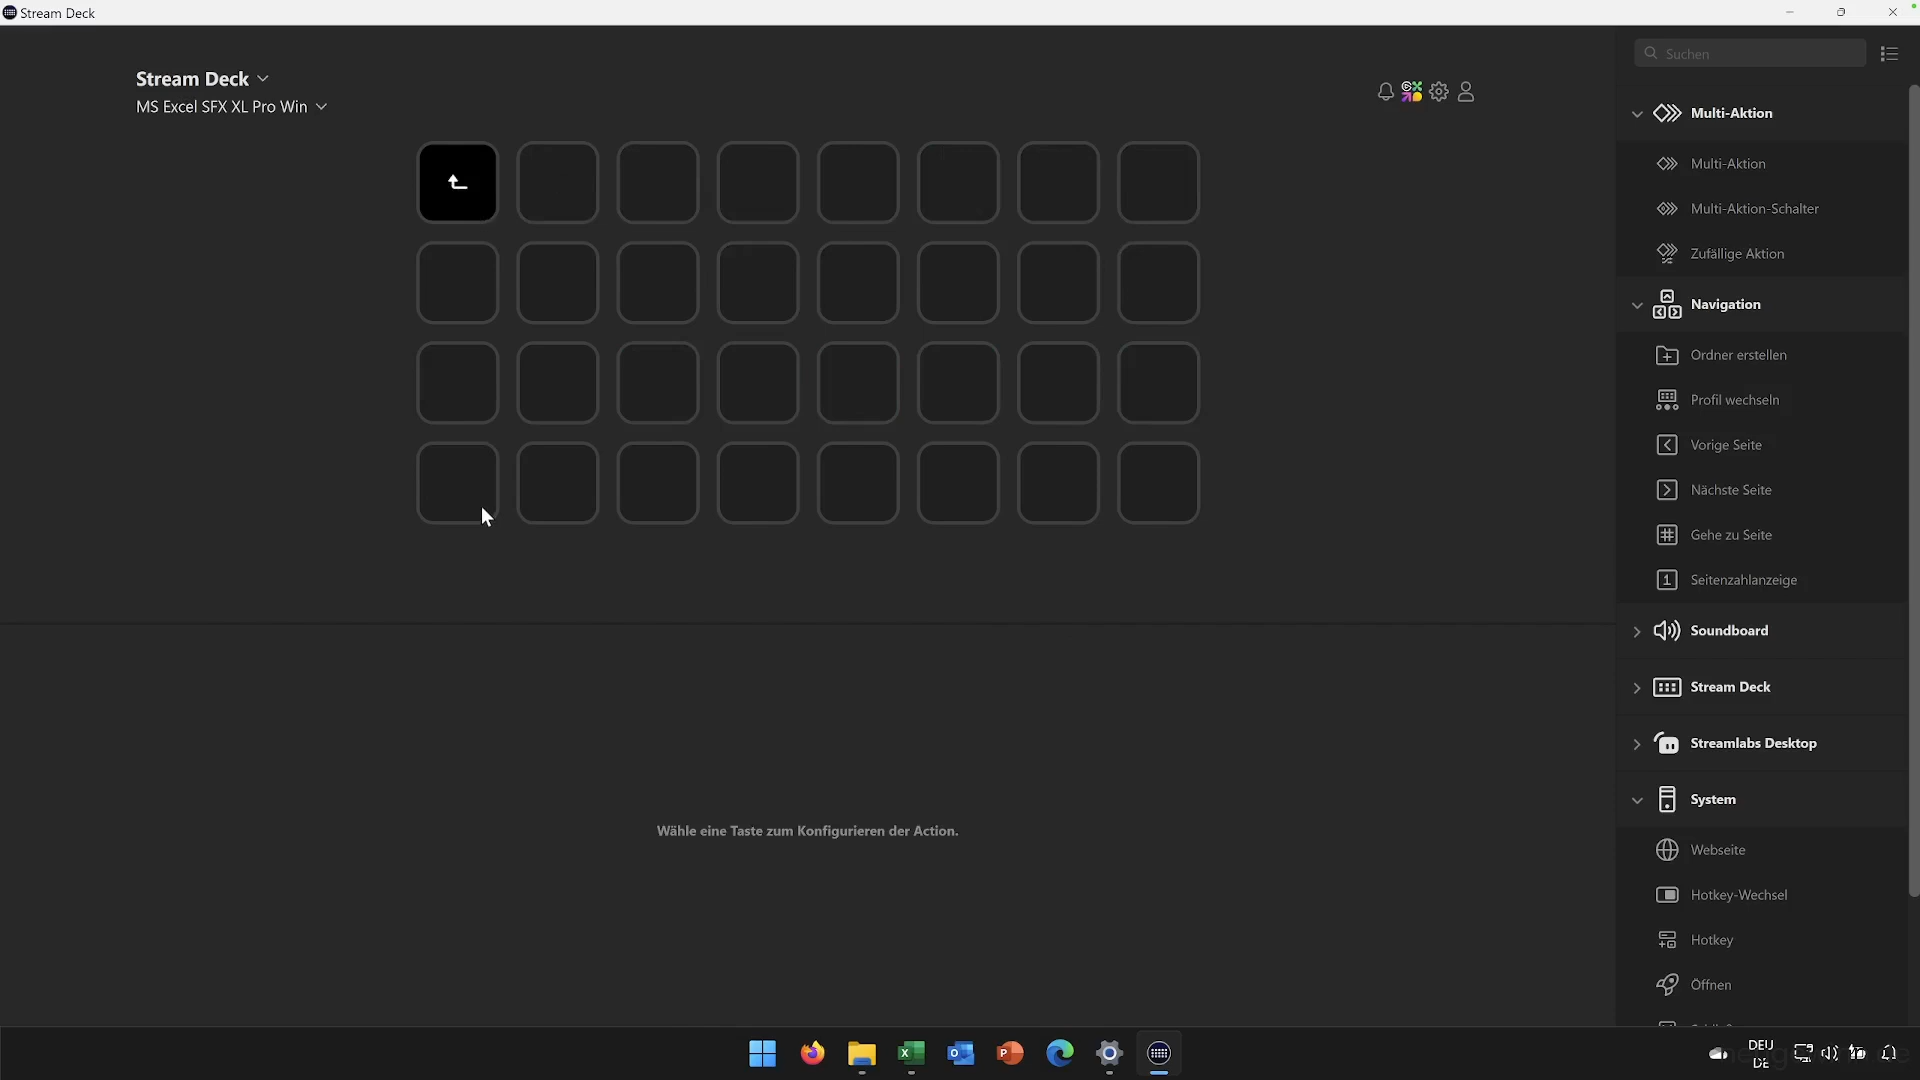 Stream Deck
Stream Deck
MS Excel SFX XL Pro Win
Suchen
Multi-Aktion
Multi-Aktion
Multi-Aktion-Schalter
Zufällige Aktion
Navigation
Ordner erstellen
Profil wechseln
Vorige Seite
Nächste Seite
Gehe zu Seite
Seitenzahlanzeige
Soundboard
Stream Deck
Streamlabs Desktop
System
Webseite
Hotkey-Wechsel
Hotkey
Öffnen
Wähle eine Taste zum Konfigurieren der Action.
DEU
DE